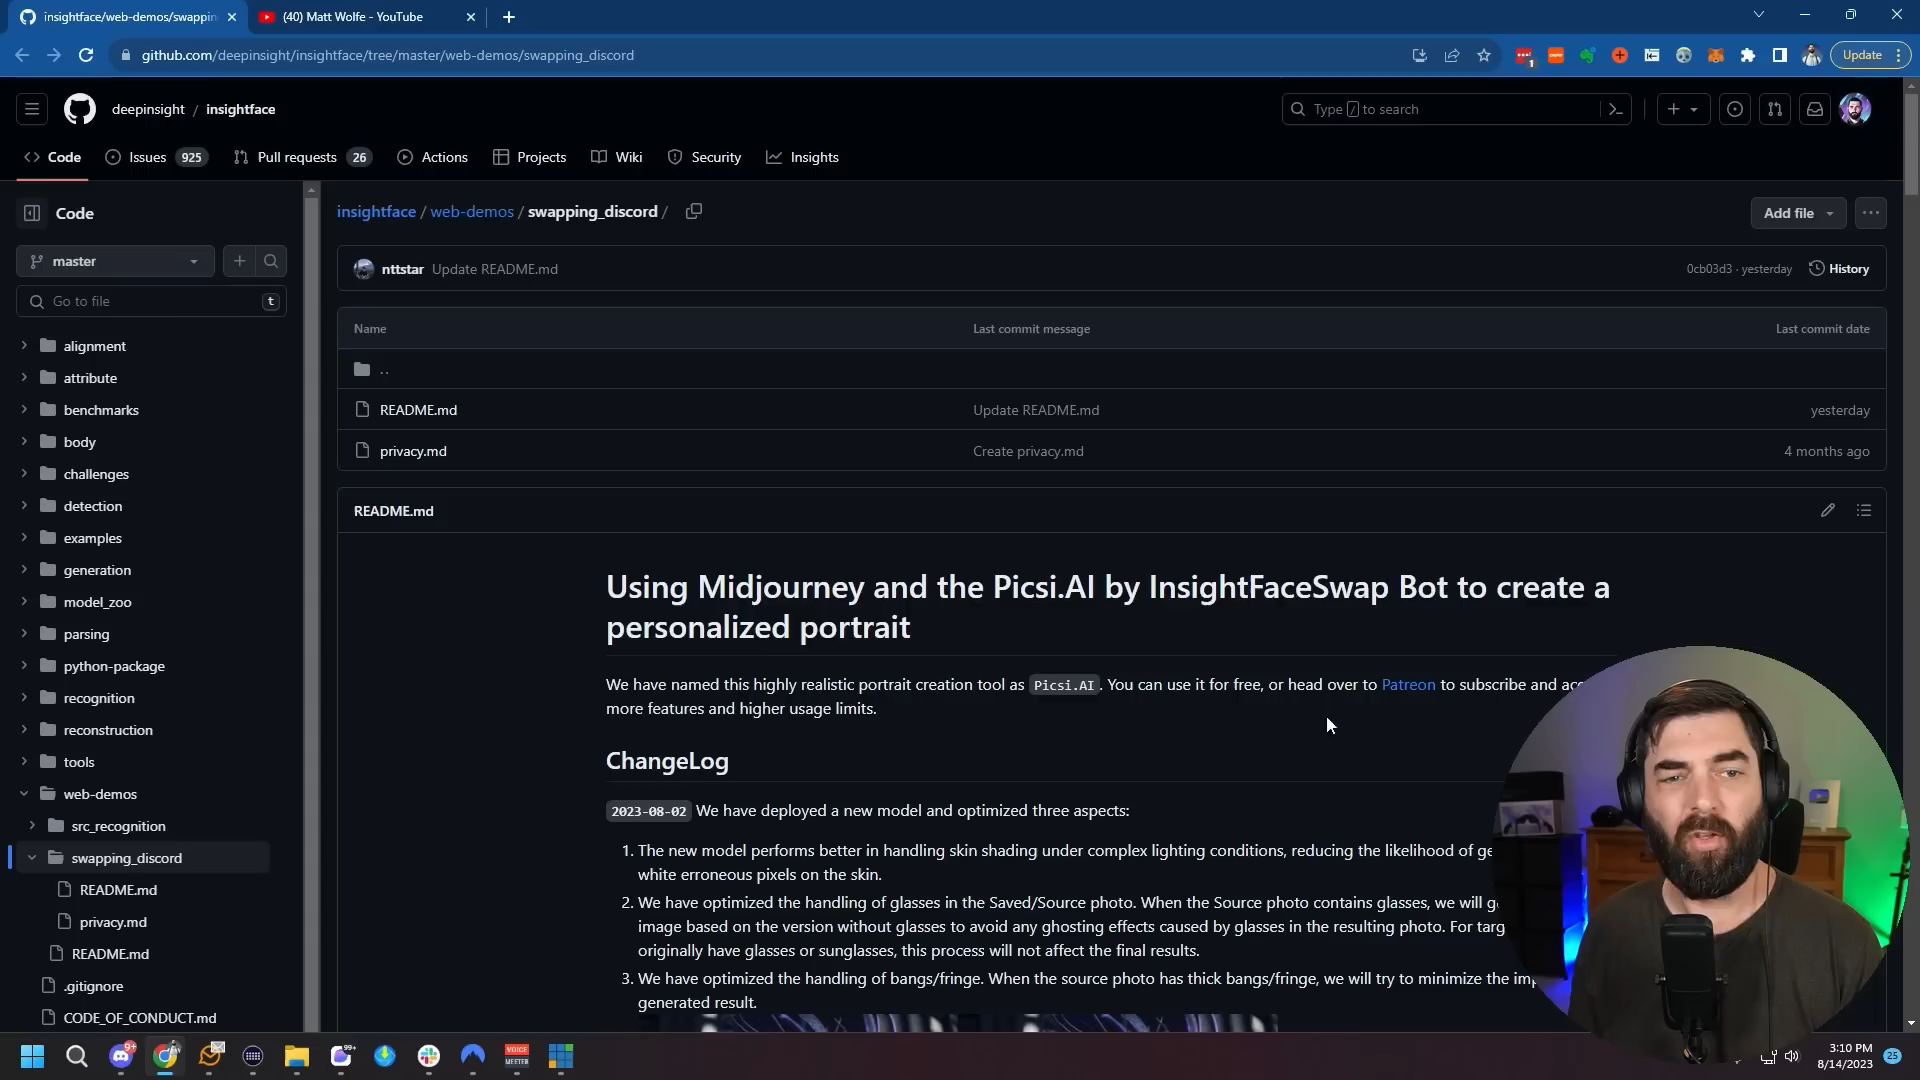 insightface/web-demos/swappin
(40) Matt Wolfe - YouTube
github.com/deepinsight/insightface/tree/master/web-demos/swapping_discord
1
Update
deepinsight / insightface
Type / to search
Code
Issues 925
Pull requests 26
Actions
Projects
Wiki
Security
Insights
Code
master
Go to file
t
alignment
attribute
benchmarks
body
challenges
detection
examples
generation
model_zoo
parsing
python-package
recognition
reconstruction
tools
web-demos
src_recognition
swapping_discord
README.md
privacy.md
README.md
.gitignore
CODE_OF_CONDUCT.md
insightface / web-demos / swapping_discord /
Add file
nttstar Update README.md
0cb03d3 · yesterday
History
Name Last commit message Last commit date
..
README.md Update README.md yesterday
privacy.md Create privacy.md 4 months ago
README.md
Using Midjourney and the Picsi.AI by InsightFaceSwap Bot to create a
personalized portrait
We have named this highly realistic portrait creation tool as Picsi.AI. You can use it for free, or head over to Patreon to subscribe and acc
more features and higher usage limits.
ChangeLog
2023-08-02 We have deployed a new model and optimized three aspects:
1. The new model performs better in handling skin shading under complex lighting conditions, reducing the likelihood of ge
white erroneous pixels on the skin.
2. We have optimized the handling of glasses in the Saved/Source photo. When the Source photo contains glasses, we will g
image based on the version without glasses to avoid any ghosting effects caused by glasses in the resulting photo. For targ
originally have glasses or sunglasses, this process will not affect the final results.
3. We have optimized the handling of bangs/fringe. When the source photo has thick bangs/fringe, we will try to minimize the imp
generated result.
9+
99+
VOICE
MEETER
3:10 PM
8/14/2023
25